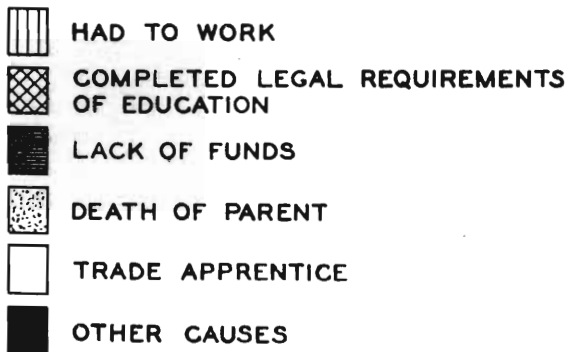 HAD TO WORK
COMPLETED LEGAL REQUIREMENTS
OF EDUCATION
LACK OF FUNDS
DEATH OF PARENT
TRADE APPRENTICE
OTHER CAUSES